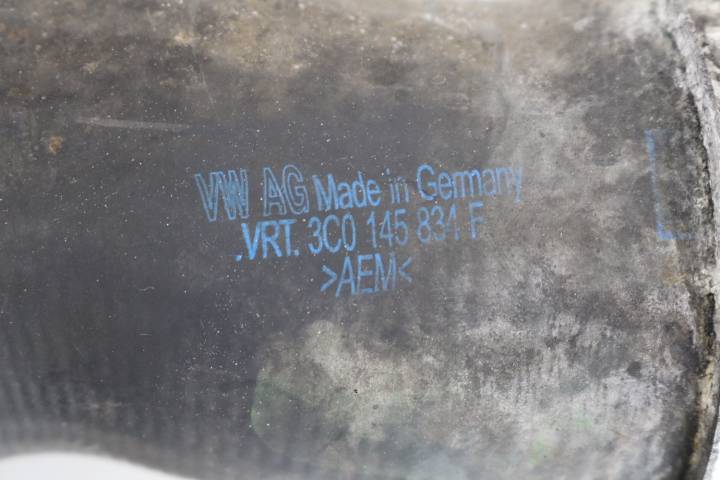 VW AG Made in Germany
.VRT. 3C0 145 834 F
>AEM<